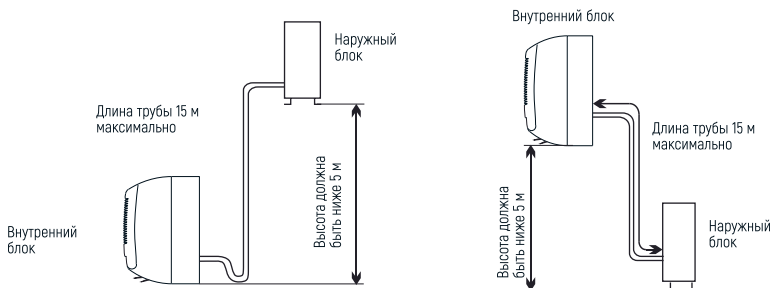 Наружный
блок
Длина трубы 15 м
максимально
Высота должна
быть ниже 5 м
Внутренний
блок
Внутренний блок
Длина трубы 15 м
максимально
Высота должна
быть ниже 5 м
Наружный
блок